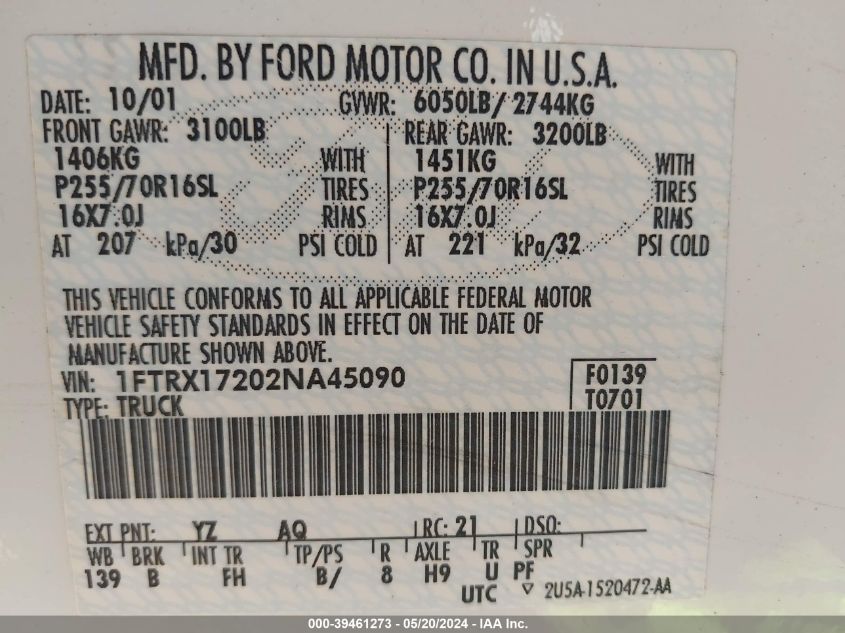 MFD. BY FORD MOTOR CO. IN U.S.A.
DATE: 10/01 GVWR: 6050LB/ 2744KG
FRONT GAWR: 3100LB REAR GAWR: 3200LB
1406KG WITH 1451KG WITH
P255/70R16SL TIRES P255/70R16SL TIRES
16X7.0J RIMS 16X7.0J RIMS
AT 207 kPa/30 PSI COLD AT 221 kPa/32 PSI COLD
THIS VEHICLE CONFORMS TO ALL APPLICABLE FEDERAL MOTOR
VEHICLE SAFETY STANDARDS IN EFFECT ON THE DATE OF
MANUFACTURE SHOWN ABOVE.
VIN: 1FTRX17202NA45090 F0139
TYPE: TRUCK T0701
EXT PNT: YZ AQ RC: 21 DSO:
WB BRK INT TR TP/PS R AXLE TR SPR
139 B FH B/ 8 H9 U PF
UTC ▽ 2U5A-1520472-AA
000-39461273 - 05/20/2024 - IAA Inc.